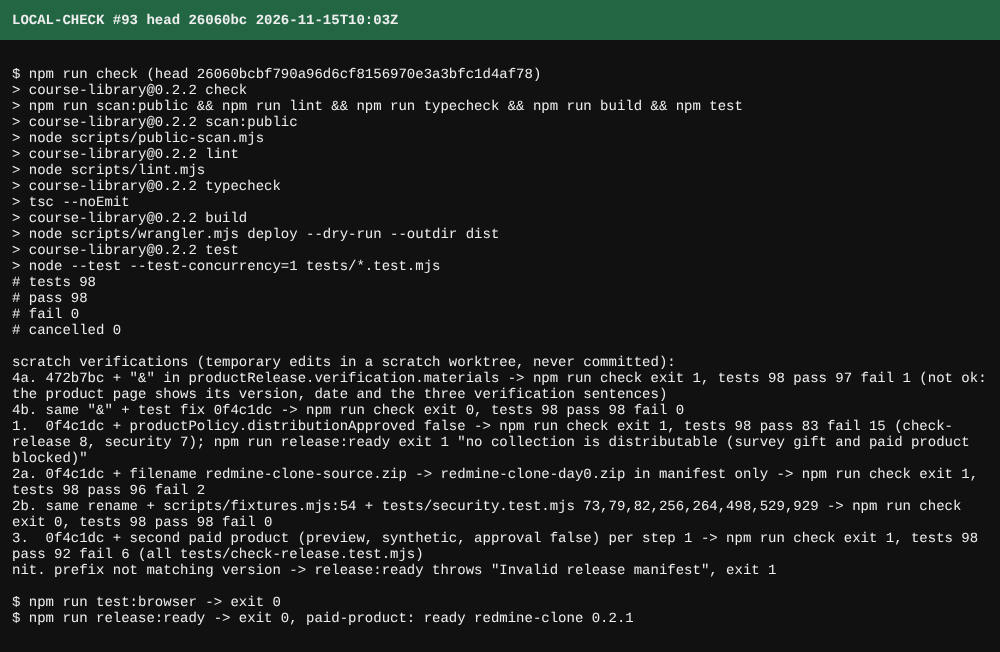 LOCAL-CHECK #93 head 26060bc 2026-11-15T10:03Z
$ npm run check (head 26060bcbf790a96d6cf8156970e3a3bfc1d4af78)
> course-library@0.2.2 check
> npm run scan:public && npm run lint && npm run typecheck && npm run build && npm test
> course-library@0.2.2 scan:public
> node scripts/public-scan.mjs
> course-library@0.2.2 lint
> node scripts/lint.mjs
> course-library@0.2.2 typecheck
> tsc --noEmit
> course-library@0.2.2 build
> node scripts/wrangler.mjs deploy --dry-run --outdir dist
> course-library@0.2.2 test
> node --test --test-concurrency=1 tests/*.test.mjs
# tests 98
# pass 98
# fail 0
# cancelled 0
scratch verifications (temporary edits in a scratch worktree, never committed):
4a. 472b7bc + "&" in productRelease.verification.materials -> npm run check exit 1, tests 98 pass 97 fail 1 (not ok:
the product page shows its version, date and the three verification sentences)
4b. same "&" + test fix 0f4c1dc -> npm run check exit 0, tests 98 pass 98 fail 0
1.  0f4c1dc + productPolicy.distributionApproved false -> npm run check exit 1, tests 98 pass 83 fail 15 (check-
release 8, security 7); npm run release:ready exit 1 "no collection is distributable (survey gift and paid product
blocked)"
2a. 0f4c1dc + filename redmine-clone-source.zip -> redmine-clone-day0.zip in manifest only -> npm run check exit 1,
tests 98 pass 96 fail 2
2b. same rename + scripts/fixtures.mjs:54 + tests/security.test.mjs 73,79,82,256,264,498,529,929 -> npm run check
exit 0, tests 98 pass 98 fail 0
3.  0f4c1dc + second paid product (preview, synthetic, approval false) per step 1 -> npm run check exit 1, tests 98
pass 92 fail 6 (all tests/check-release.test.mjs)
nit. prefix not matching version -> release:ready throws "Invalid release manifest", exit 1
$ npm run test:browser -> exit 0
$ npm run release:ready -> exit 0, paid-product: ready redmine-clone 0.2.1